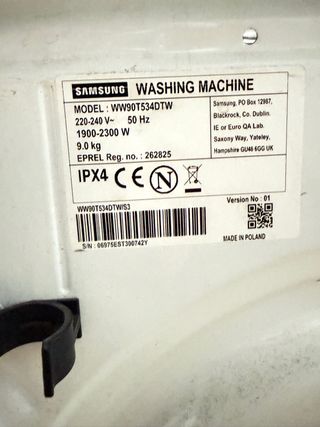 SAMSUNG WASHING MACHINE
MODEL : WW90T534DTW
220-240 V~ 50 Hz
1900-2300 W
9.0 kg
EPREL Reg. no. : 262825
IPX4 CE N
Samsung, PO Box 12987,
Blackrock, Co. Dublin.
IE or Euro QA Lab.
Saxony Way, Yateley,
Hampshire GU46 6GG UK
WW90T534DTW/S3
S/N : 06975EST300742Y
Version No : 01
MADE IN POLAND